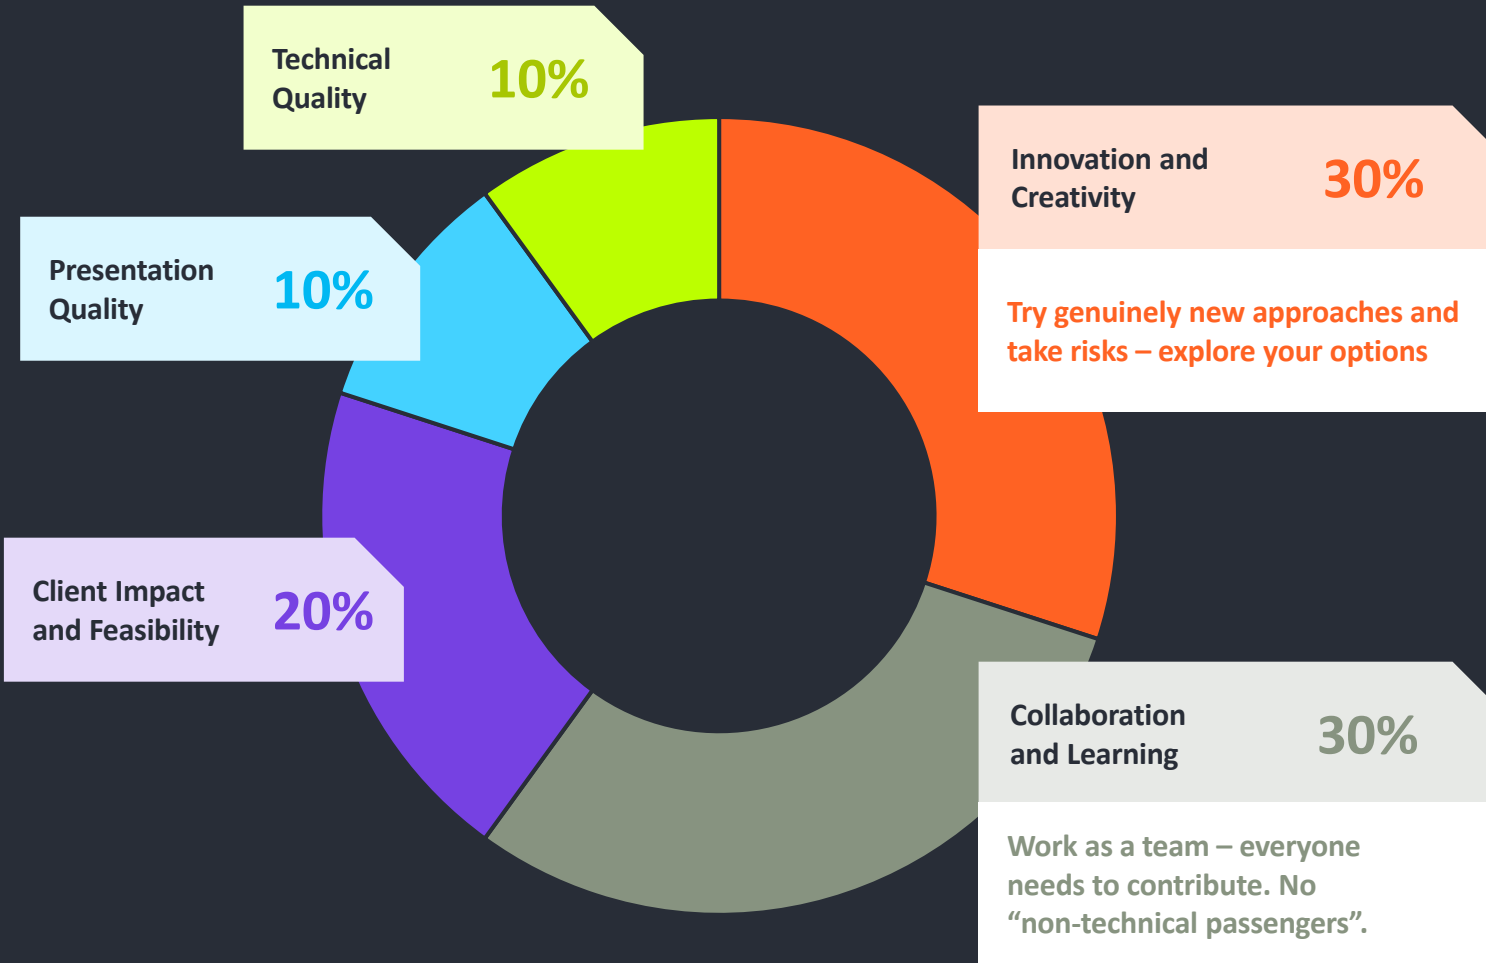 Technical
Quality
10%
Innovation and
Creativity
30%
Try genuinely new approaches and
take risks – explore your options
Presentation
Quality
10%
Client Impact
and Feasibility
20%
Collaboration
and Learning
30%
Work as a team – everyone
needs to contribute. No
“non-technical passengers”.